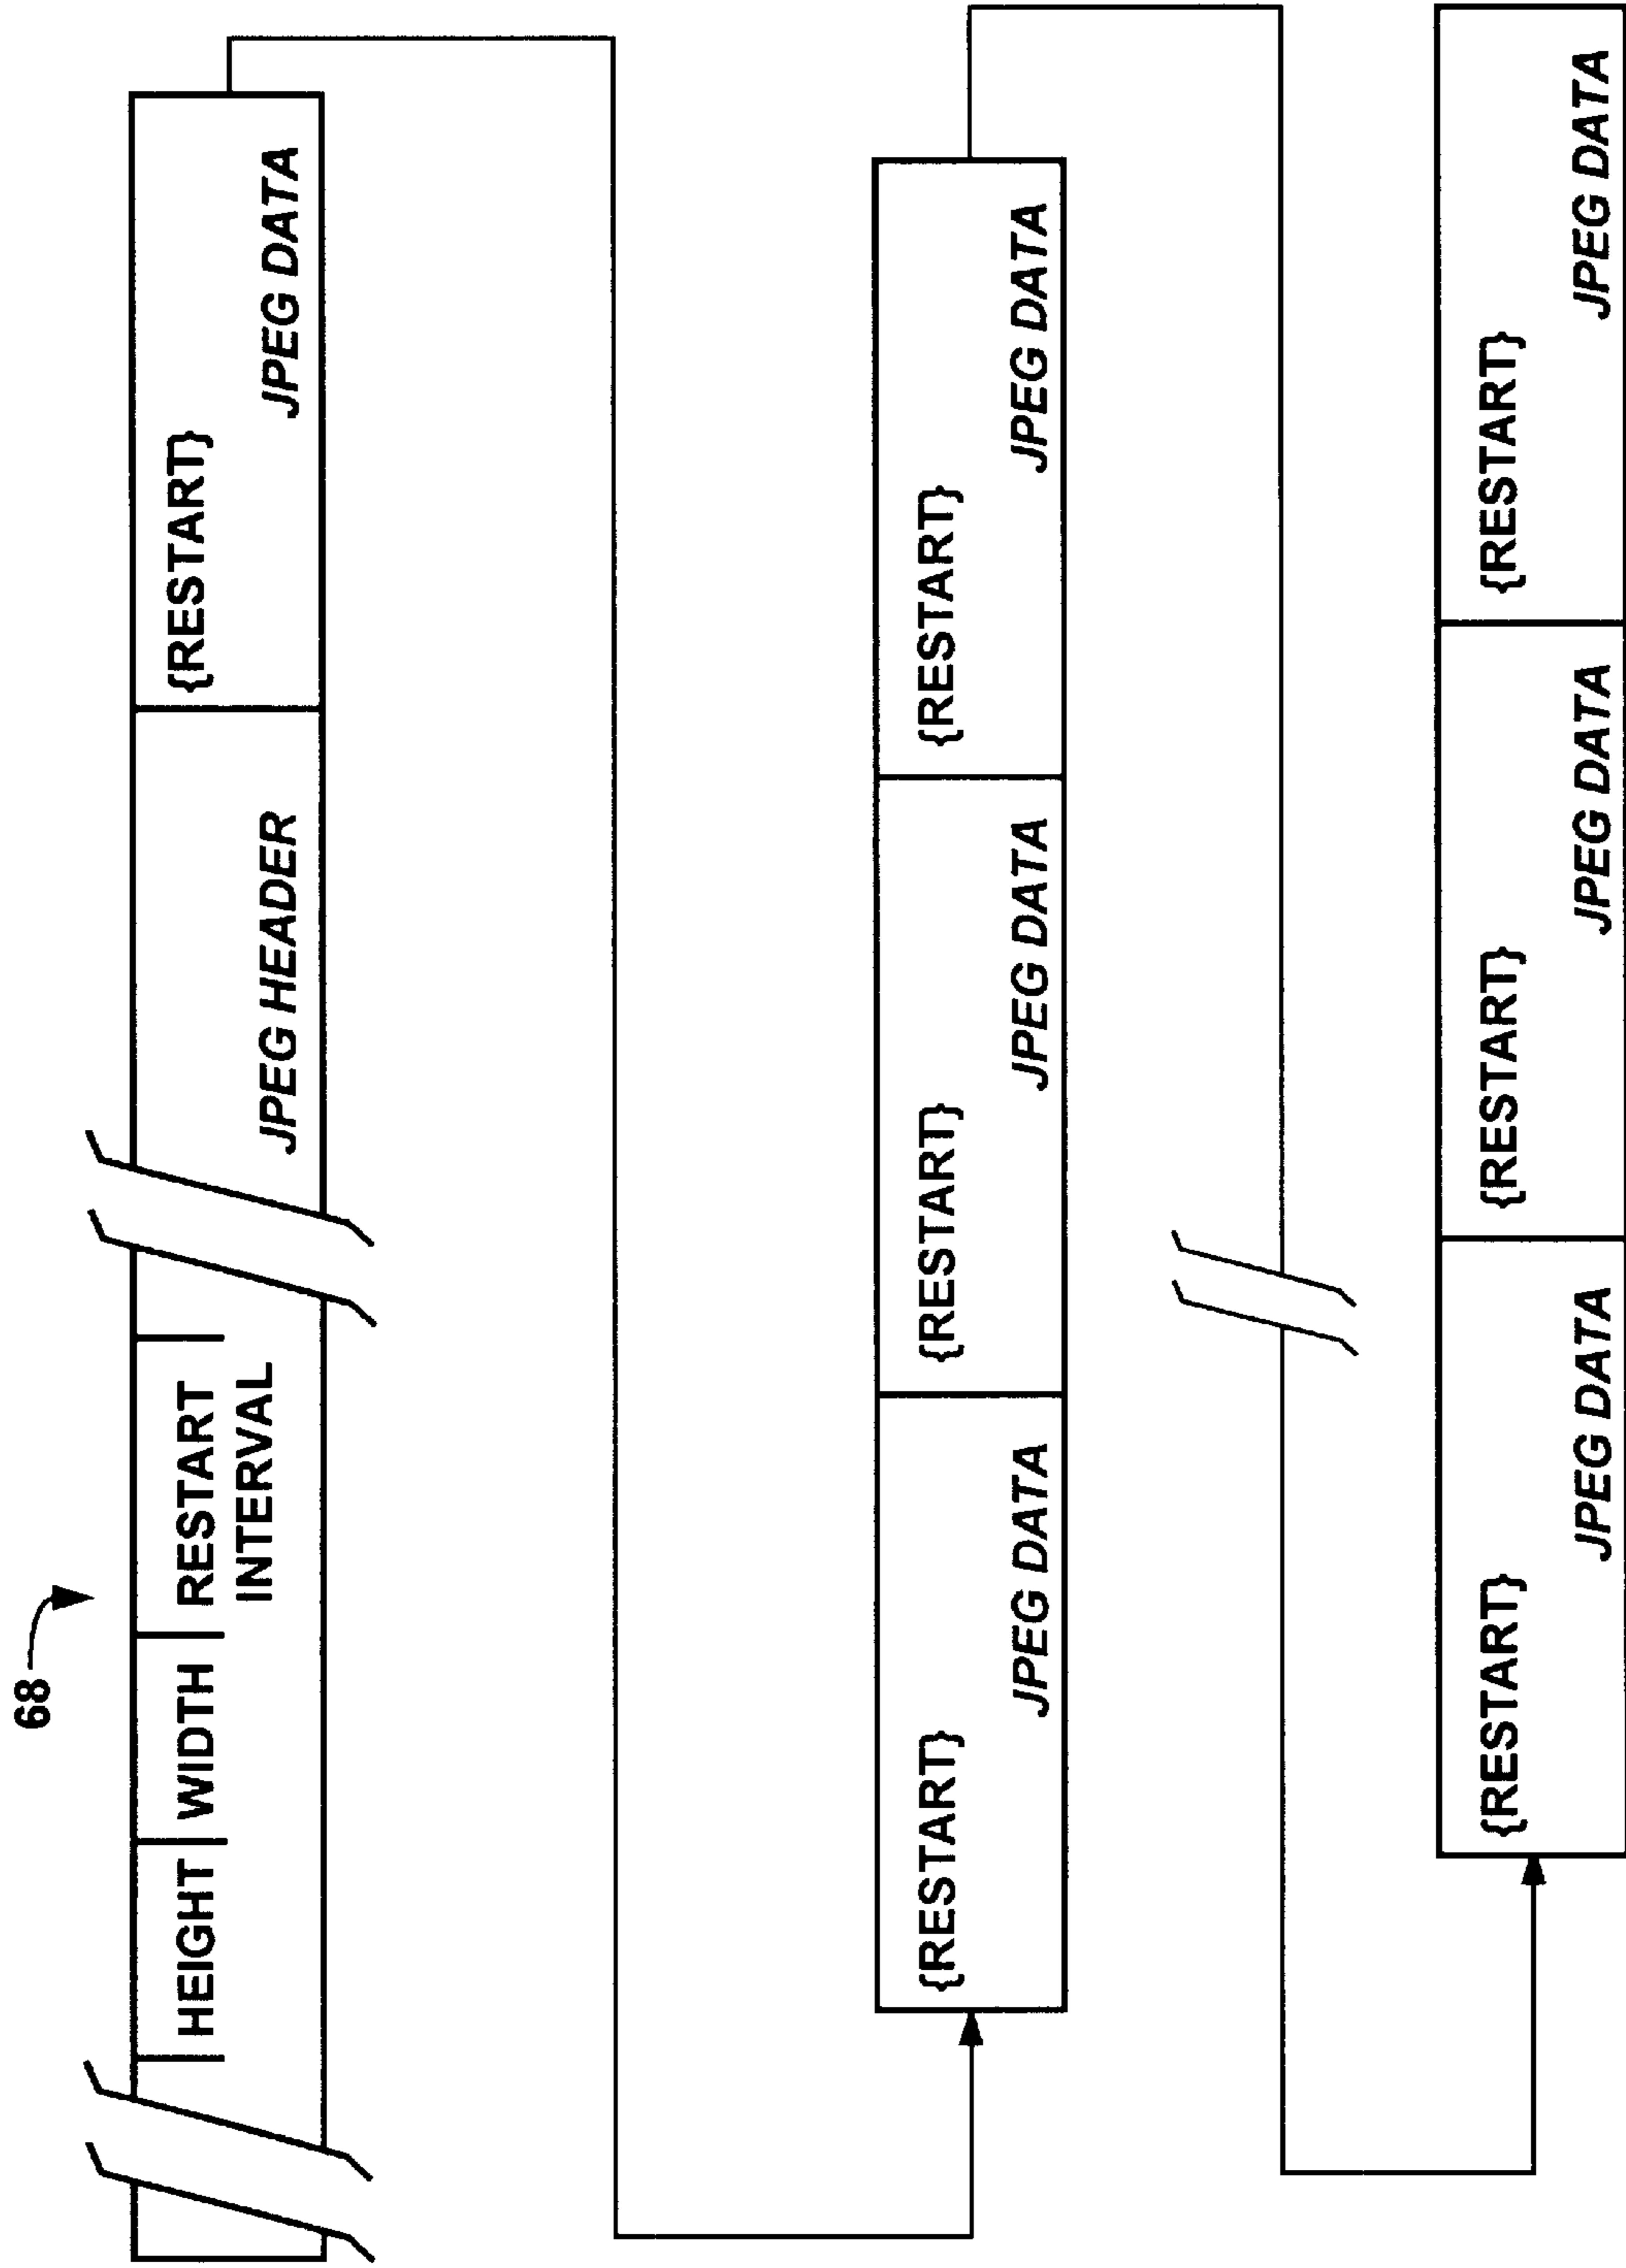 68
HEIGHT WIDTH RESTART INTERVAL
JPEG HEADER
{RESTART}
JPEG DATA
{RESTART}
JPEG DATA
{RESTART}
JPEG DATA
{RESTART}
JPEG DATA
{RESTART}
JPEG DATA
{RESTART}
JPEG DATA
{RESTART}
JPEG DATA